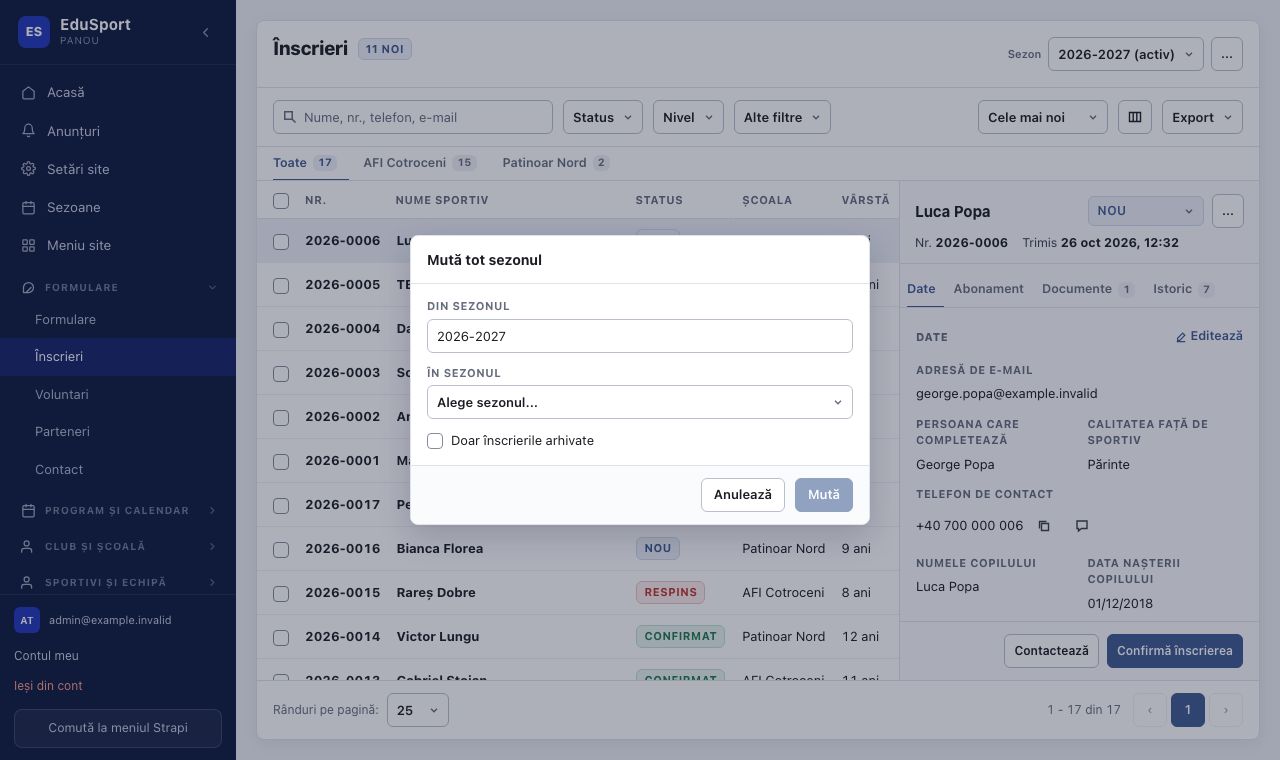 ES
EduSport
PANOU
Acasă
Anunțuri
Setări site
Sezoane
Meniu site
FORMULARE
Formulare
Înscrieri
Voluntari
Parteneri
Contact
PROGRAM ȘI CALENDAR
CLUB ȘI ȘCOALĂ
SPORTIVI ȘI ECHIPĂ
AT admin@example.invalid
Contul meu
Ieși din cont
Comută la meniul Strapi
Înscrieri 11 NOI
Sezon 2026-2027 (activ) ...
Nume, nr., telefon, e-mail Status Nivel Alte filtre Cele mai noi Export
Toate 17 AFI Cotroceni 15 Patinoar Nord 2
NR. NUME SPORTIV STATUS ȘCOALA VÂRSTĂ
2026-0006
2026-0005
2026-0004
2026-0003
2026-0002
2026-0001
2026-0017
2026-0016 Bianca Florea NOU Patinoar Nord 9 ani
2026-0015 Rareș Dobre RESPINS AFI Cotroceni 8 ani
2026-0014 Victor Lungu CONFIRMAT Patinoar Nord 12 ani
2026-0013 Gabriel Stoian CONFIRMAT AFI Cotroceni 11 ani
Rânduri pe pagină: 25
1 - 17 din 17 ‹ 1 ›
Mută tot sezonul
DIN SEZONUL
2026-2027
ÎN SEZONUL
Alege sezonul...
Doar înscrierile arhivate
Anulează Mută
Luca Popa NOU ...
Nr. 2026-0006 Trimis 26 oct 2026, 12:32
Date Abonament Documente 1 Istoric 7
DATE Editează
ADRESĂ DE E-MAIL
george.popa@example.invalid
PERSOANA CARE
COMPLETEAZĂ
George Popa
CALITATEA FAȚĂ DE
SPORTIV
Părinte
TELEFON DE CONTACT
+40 700 000 006
NUMELE COPILULUI
Luca Popa
DATA NAȘTERII
COPILULUI
01/12/2018
Contactează Confirmă înscrierea